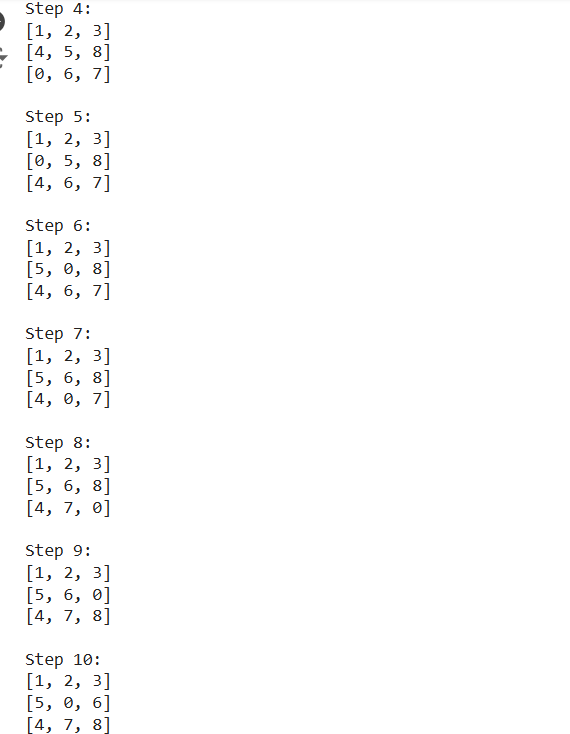 Step 4:
[1, 2, 3]
[4, 5, 8]
[0, 6, 7]
Step 5:
[1, 2, 3]
[0, 5, 8]
[4, 6, 7]
Step 6:
[1, 2, 3]
[5, 0, 8]
[4, 6, 7]
Step 7:
[1, 2, 3]
[5, 6, 8]
[4, 0, 7]
Step 8:
[1, 2, 3]
[5, 6, 8]
[4, 7, 0]
Step 9:
[1, 2, 3]
[5, 6, 0]
[4, 7, 8]
Step 10:
[1, 2, 3]
[5, 0, 6]
[4, 7, 8]